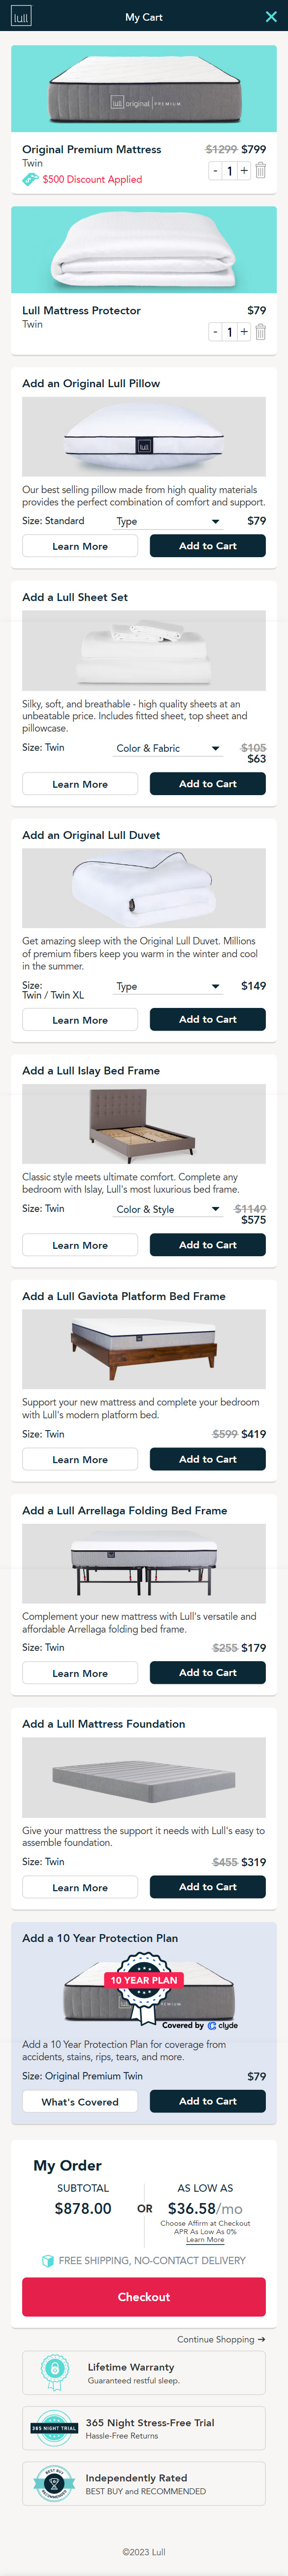 lull
My Cart
lull original PREMIUM
Original Premium Mattress $1299 $799
Twin
$500 Discount Applied
- 1 +
Lull Mattress Protector $79
Twin
- 1 +
Add an Original Lull Pillow
lull
Our best selling pillow made from high quality materials
provides the perfect combination of comfort and support.
Size: Standard Type $79
Learn More Add to Cart
Add a Lull Sheet Set
Silky, soft, and breathable - high quality sheets at an
unbeatable price. Includes fitted sheet, top sheet and
pillowcase.
Size: Twin Color & Fabric $105
$63
Learn More Add to Cart
Add an Original Lull Duvet
Get amazing sleep with the Original Lull Duvet. Millions
of premium fibers keep you warm in the winter and cool
in the summer.
Size:
Twin / Twin XL Type $149
Learn More Add to Cart
Add a Lull Islay Bed Frame
Classic style meets ultimate comfort. Complete any
bedroom with Islay, Lull's most luxurious bed frame.
Size: Twin Color & Style $1149
$575
Learn More Add to Cart
Add a Lull Gaviota Platform Bed Frame
Support your new mattress and complete your bedroom
with Lull's modern platform bed.
Size: Twin $599 $419
Learn More Add to Cart
Add a Lull Arrellaga Folding Bed Frame
Complement your new mattress with Lull's versatile and
affordable Arrellaga folding bed frame.
Size: Twin $255 $179
Learn More Add to Cart
Add a Lull Mattress Foundation
Give your mattress the support it needs with Lull's easy to
assemble foundation.
Size: Twin $455 $319
Learn More Add to Cart
Add a 10 Year Protection Plan
10 YEAR PLAN
Covered by clyde
Add a 10 Year Protection Plan for coverage from
accidents, stains, rips, tears, and more.
Size: Original Premium Twin $79
What's Covered Add to Cart
My Order
SUBTOTAL
$878.00
OR
AS LOW AS
$36.58/mo
Choose Affirm at Checkout
APR As Low As 0%
Learn More
FREE SHIPPING, NO-CONTACT DELIVERY
Checkout
Continue Shopping →
Lifetime Warranty
Guaranteed restful sleep.
365 NIGHT TRIAL
365 Night Stress-Free Trial
Hassle-Free Returns
BEST BUY
RECOMMENDED
Independently Rated
BEST BUY and RECOMMENDED
©2023 Lull